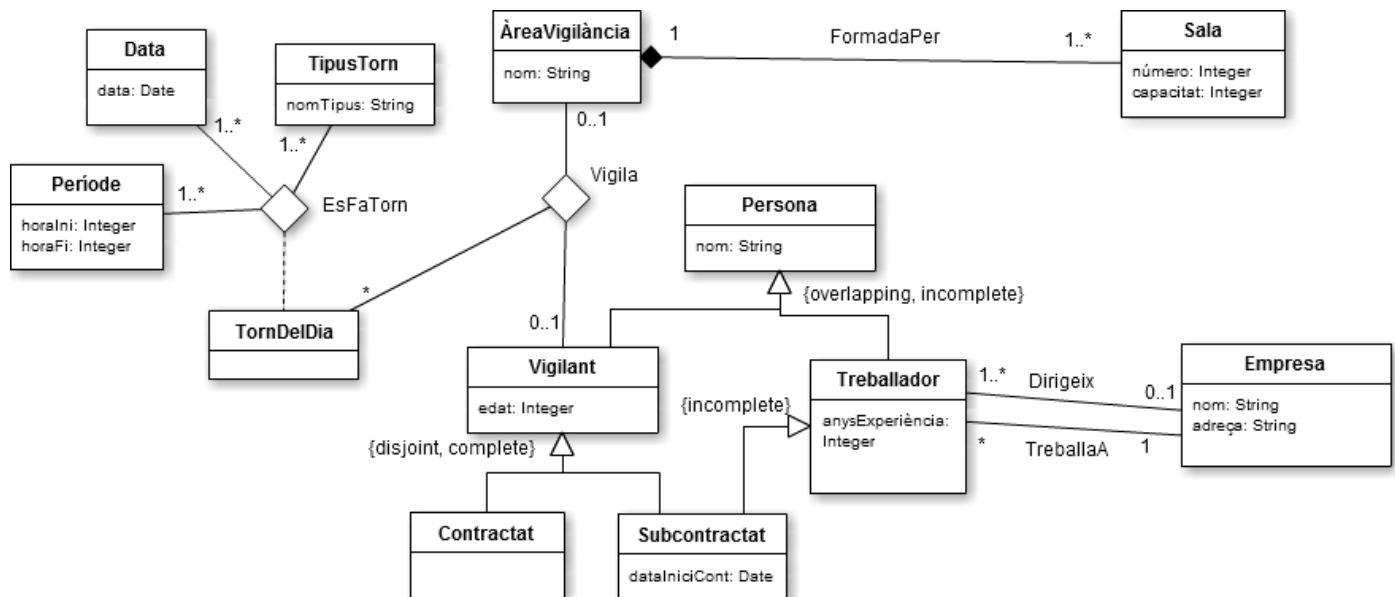 Data
data: Date
TipusTorn
nomTipus: String
ÀreaVigilància
nom: String
1
FormadaPer
1..*
Sala
número: Integer
capacitat: Integer
1..*
1..*
0..1
Període
horaIni: Integer
horaFi: Integer
1..*
EsFaTorn
Vigila
Persona
nom: String
{overlapping, incomplete}
*
TornDelDia
0..1
Vigilant
edat: Integer
Treballador
anysExperiència:
Integer
1..*
Dirigeix
0..1
*
TreballaA
1
Empresa
nom: String
adreça: String
{incomplete}
{disjoint, complete}
Contractat
Subcontractat
dataIniciCont: Date